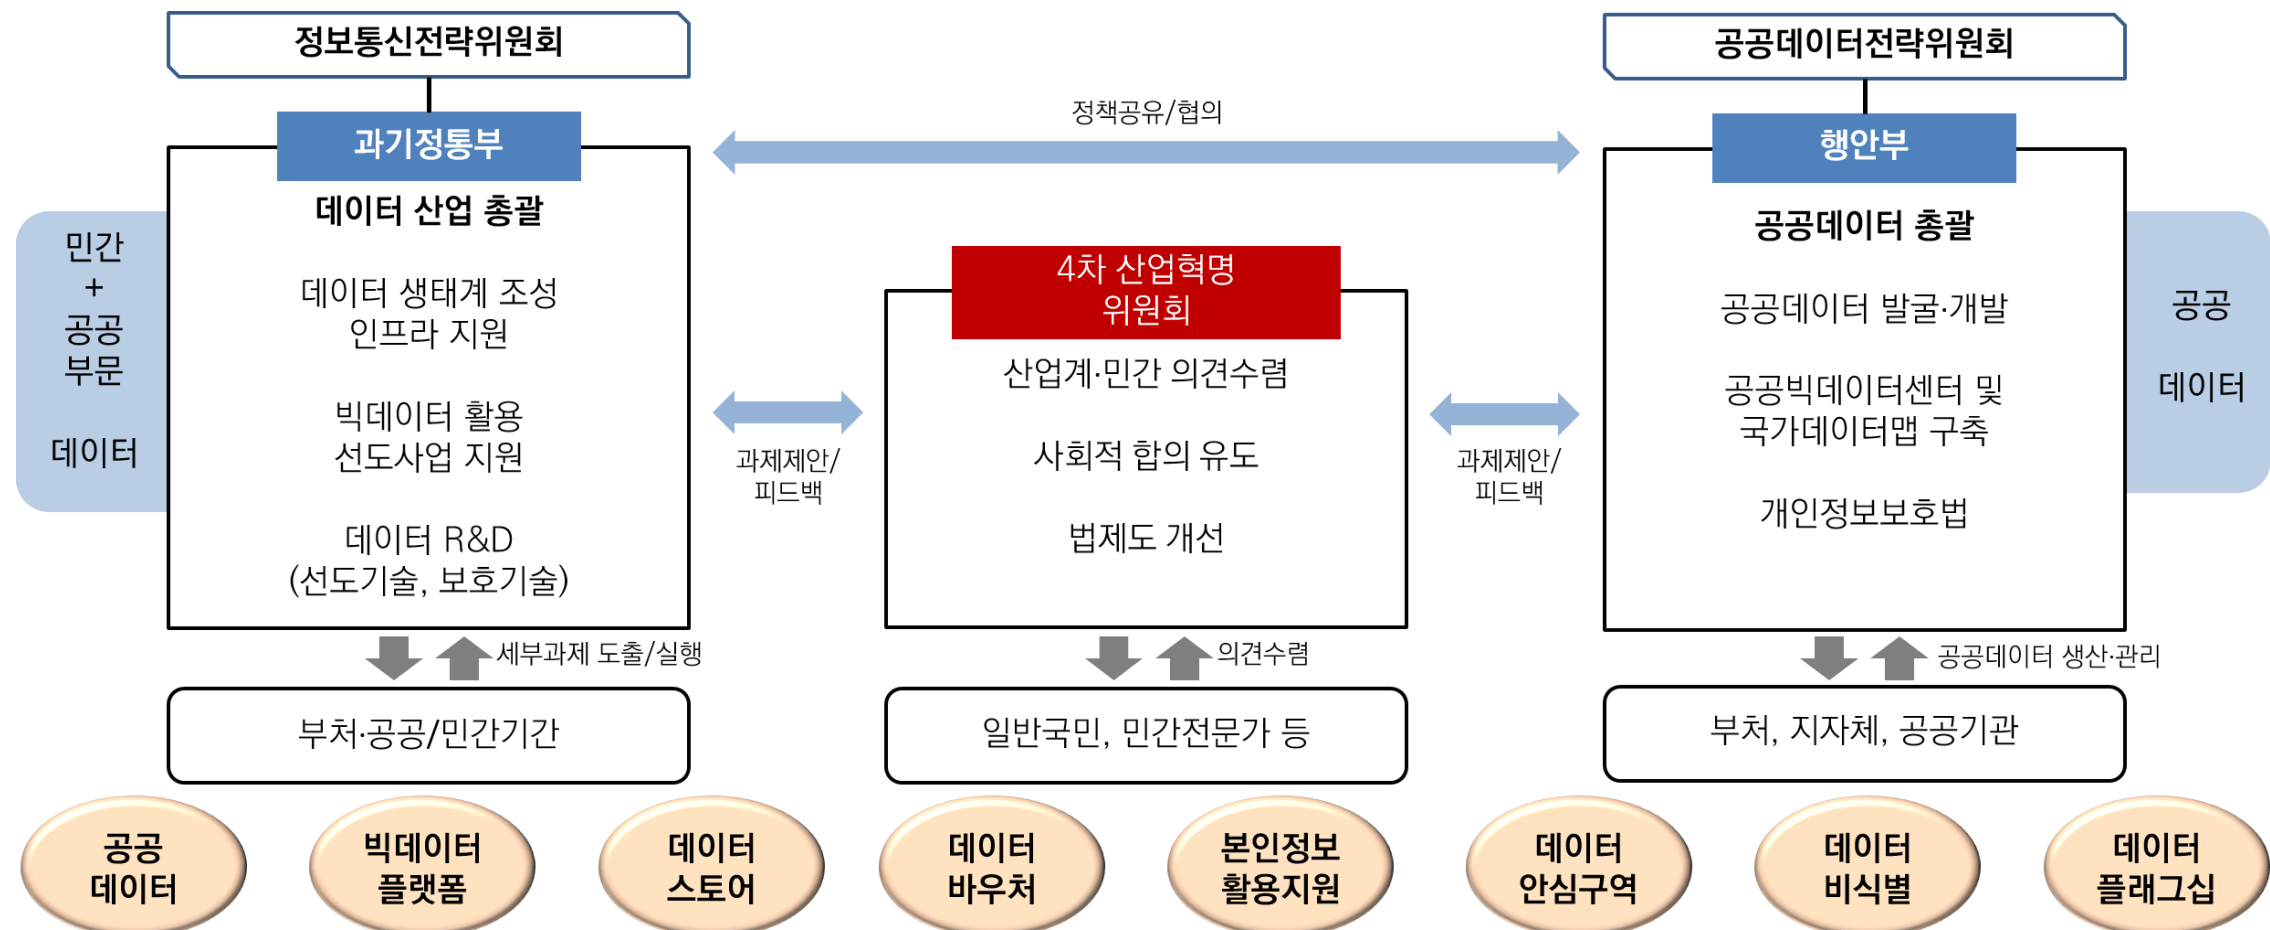 정보통신전략위원회
공공데이터전략위원회
정책공유/협의
과기정통부
데이터 산업 총괄
데이터 생태계 조성
인프라 지원
빅데이터 활용
선도사업 지원
데이터 R&D
(선도기술, 보호기술)
민간
+
공공
부문
데이터
과제제안/
피드백
4차 산업혁명
위원회
산업계·민간 의견수렴
사회적 합의 유도
법제도 개선
과제제안/
피드백
행안부
공공데이터 총괄
공공데이터 발굴·개발
공공빅데이터센터 및
국가데이터맵 구축
개인정보보호법
공공
데이터
세부과제 도출/실행
의견수렴
공공데이터 생산·관리
부처·공공/민간기간
일반국민, 민간전문가 등
부처, 지자체, 공공기관
공공
데이터
빅데이터
플랫폼
데이터
스토어
데이터
바우처
본인정보
활용지원
데이터
안심구역
데이터
비식별
데이터
플래그십